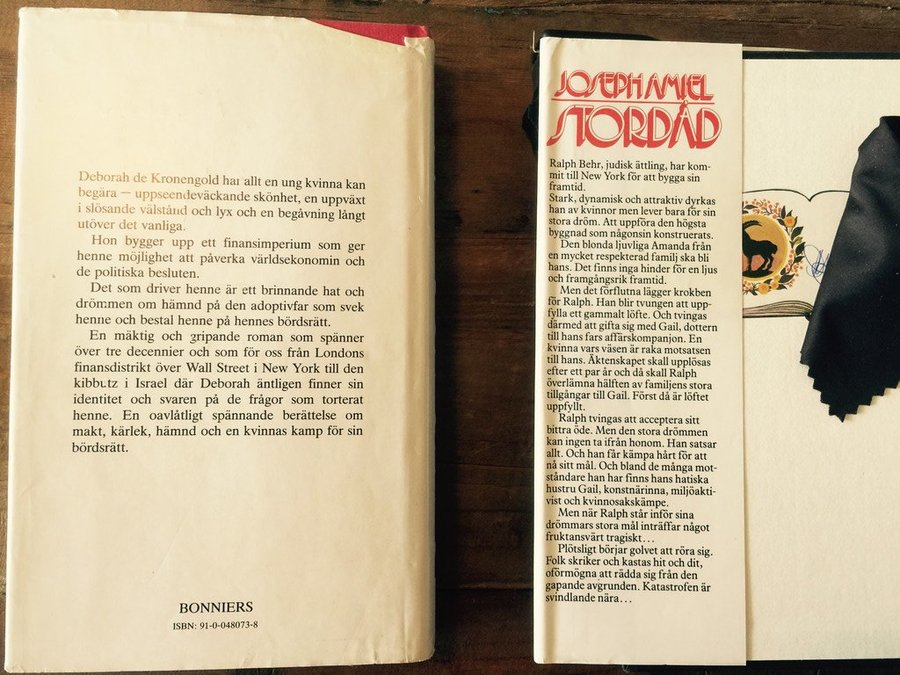 Deborah de Kronengold har allt en ung kvinna kan
begära — uppseendeväckande skönhet, en uppväxt
i slösande välstånd och lyx och en begåvning långt
utöver det vanliga.
Hon bygger upp ett finansimperium som ger
henne möjlighet att påverka världsekonomin och
de politiska besluten.
Det som driver henne är ett brinnande hat och
drömmen om hämnd på den adoptivfar som svek
henne och bestal henne på hennes bördsrätt.
En mäktig och gripande roman som spänner
över tre decennier och som för oss från Londons
finansdistrikt över Wall Street i New York till den
kibbutz i Israel där Deborah äntligen finner sin
identitet och svaren på de frågor som torterat
henne. En oavlåtligt spännande berättelse om
makt, kärlek, hämnd och en kvinnas kamp för sin
bördsrätt.
BONNIERS
ISBN: 91-0-048073-8
JOSEPH AMIEL
STORDÅD
Ralph Behr, judisk ättling, har kom-
mit till New York för att bygga sin
framtid.
Stark, dynamisk och attraktiv dyrkas
han av kvinnor men lever bara för sin
stora dröm. Att uppföra den högsta
byggnad som någonsin konstruerats.
Den blonda ljuvliga Amanda från
en mycket respekterad familj ska bli
hans. Det finns inga hinder för en ljus
och framgångsrik framtid.
Men det förflutna lägger krokben
för Ralph. Han blir tvungen att upp-
fylla ett gammalt löfte. Och tvingas
därmed att gifta sig med Gail, dottern
till hans fars affärskompanjon. En
kvinna vars väsen är raka motsatsen
till hans. Äktenskapet skall upplösas
efter ett par år och då skall Ralph
överlämna hälften av familjens stora
tillgångar till Gail. Först då är löftet
uppfyllt.
Ralph tvingas att acceptera sitt
bittra öde. Men den stora drömmen
kan ingen ta ifrån honom. Han satsar
allt. Och han får kämpa hårt för att
nå sitt mål. Och bland de många mot-
ståndare han har finns hans hatiska
hustru Gail, konstnärinna, miljöakti-
vist och kvinnosakskämpe.
Men när Ralph står inför sina
drömmars stora mål inträffar något
fruktansvärt tragiskt...
Plötsligt börjar golvet att röra sig.
Folk skriker och kastas hit och dit,
oförmögna att rädda sig från den
gapande avgrunden. Katastrofen är
svindlande nära...